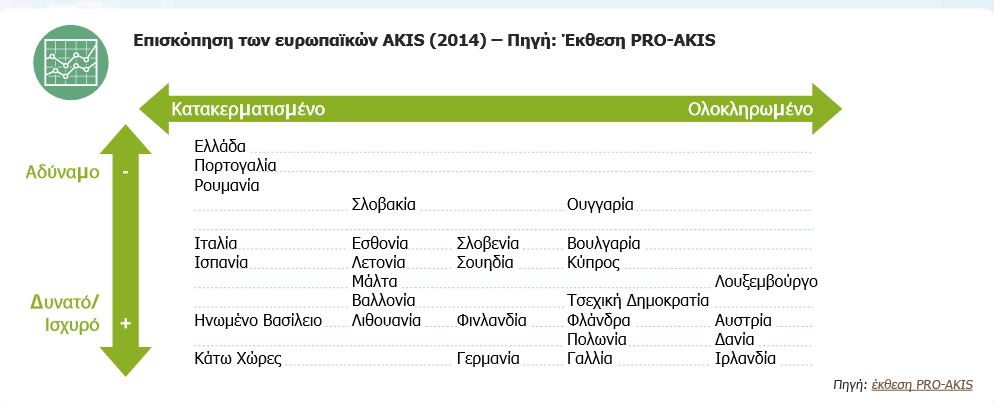 Επισκόπηση των ευρωπαϊκών AKIS (2014) – Πηγή: Έκθεση PRO-AKIS
Κατακερματισμένο Ολοκληρωμένο
Ελλάδα
Πορτογαλία
Αδύναμο -
Ρουμανία
Σλοβακία Ουγγαρία
Ιταλία Εσθονία Σλοβενία Βουλγαρία
Ισπανία Λετονία Σουηδία Κύπρος
Μάλτα Λουξεμβούργο
Βαλλονία Τσεχική Δημοκρατία
Δυνατό/
Ισχυρό +
Ηνωμένο Βασίλειο Λιθουανία Φινλανδία Φλάνδρα Αυστρία
Πολωνία Δανία
Κάτω Χώρες Γερμανία Γαλλία Ιρλανδία
Πηγή: έκθεση PRO-AKIS